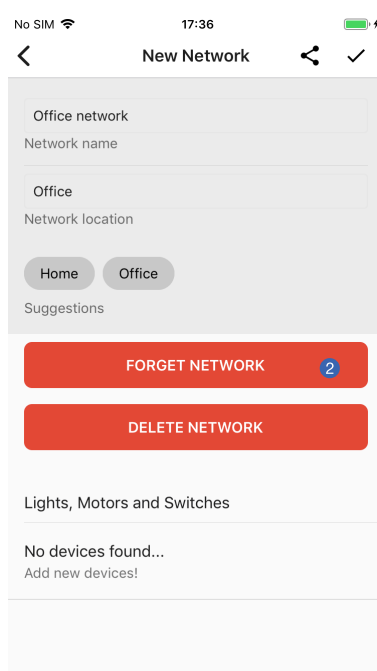 No SIM 17:36
New Network
Office network
Network name
Office
Network location
Home Office
Suggestions
FORGET NETWORK 2
DELETE NETWORK
Lights, Motors and Switches
No devices found...
Add new devices!